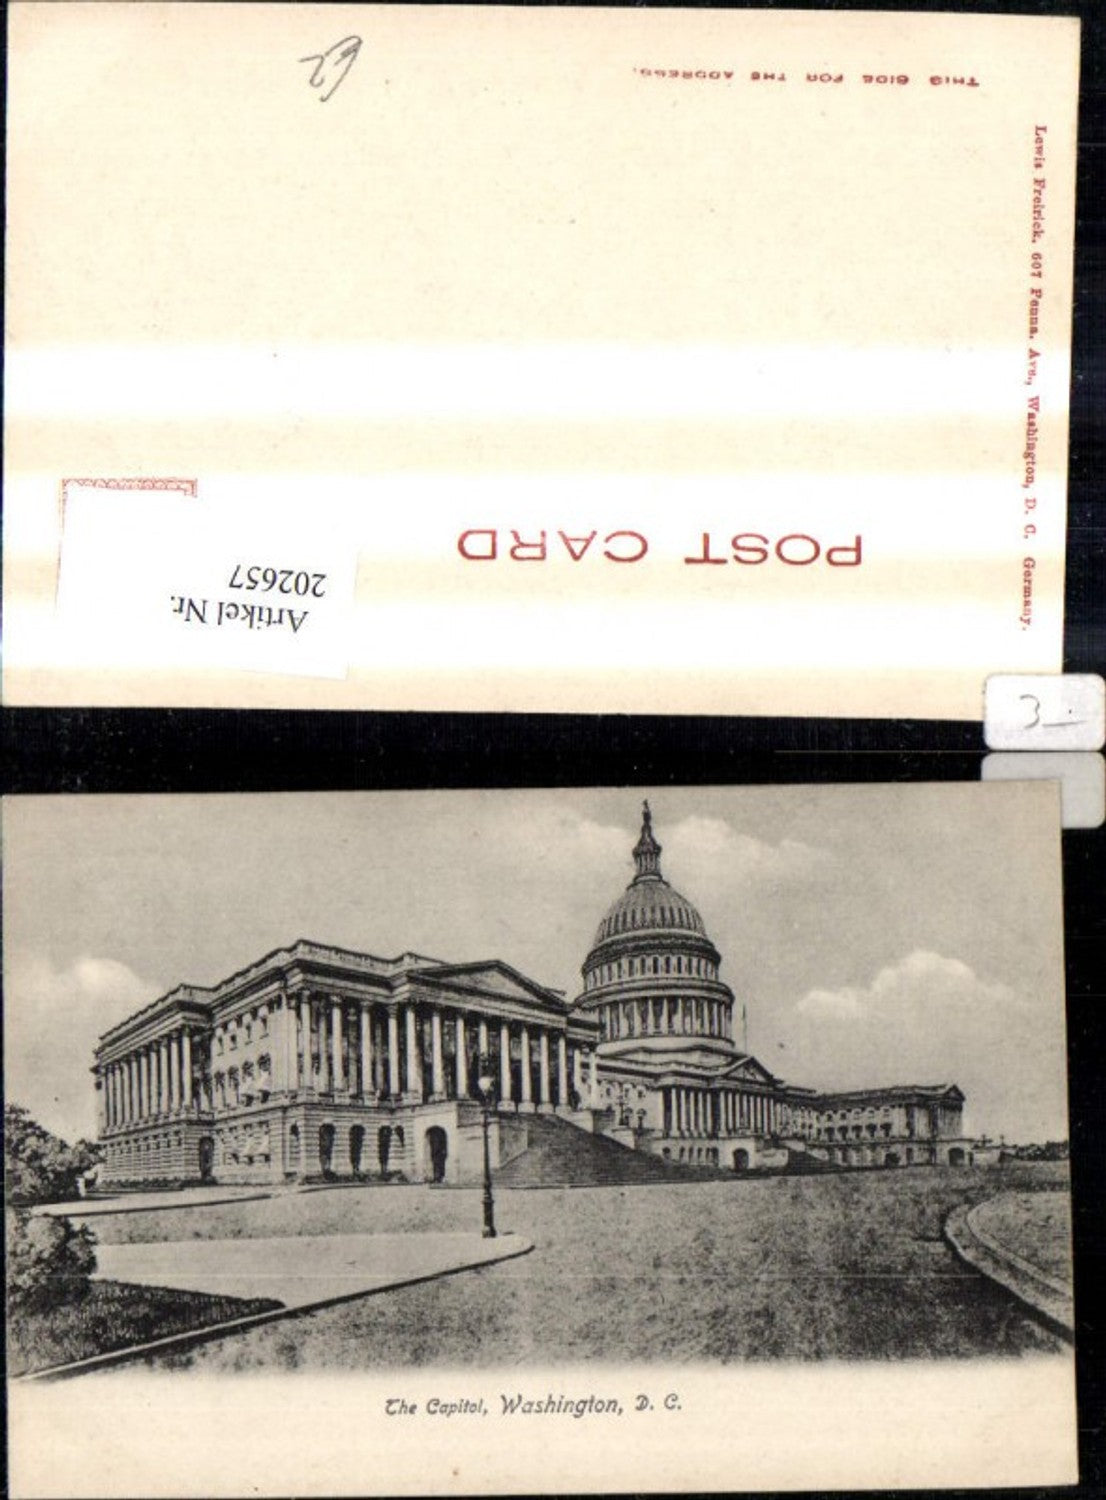 POST CARD
THIS SIDE FOR THE ADDRESS.
Lewis Freirick, 607 Penna. Ave., Washington, D. C. Germany.
Artikel Nr.
202657
3-
The Capitol, Washington, D. C.